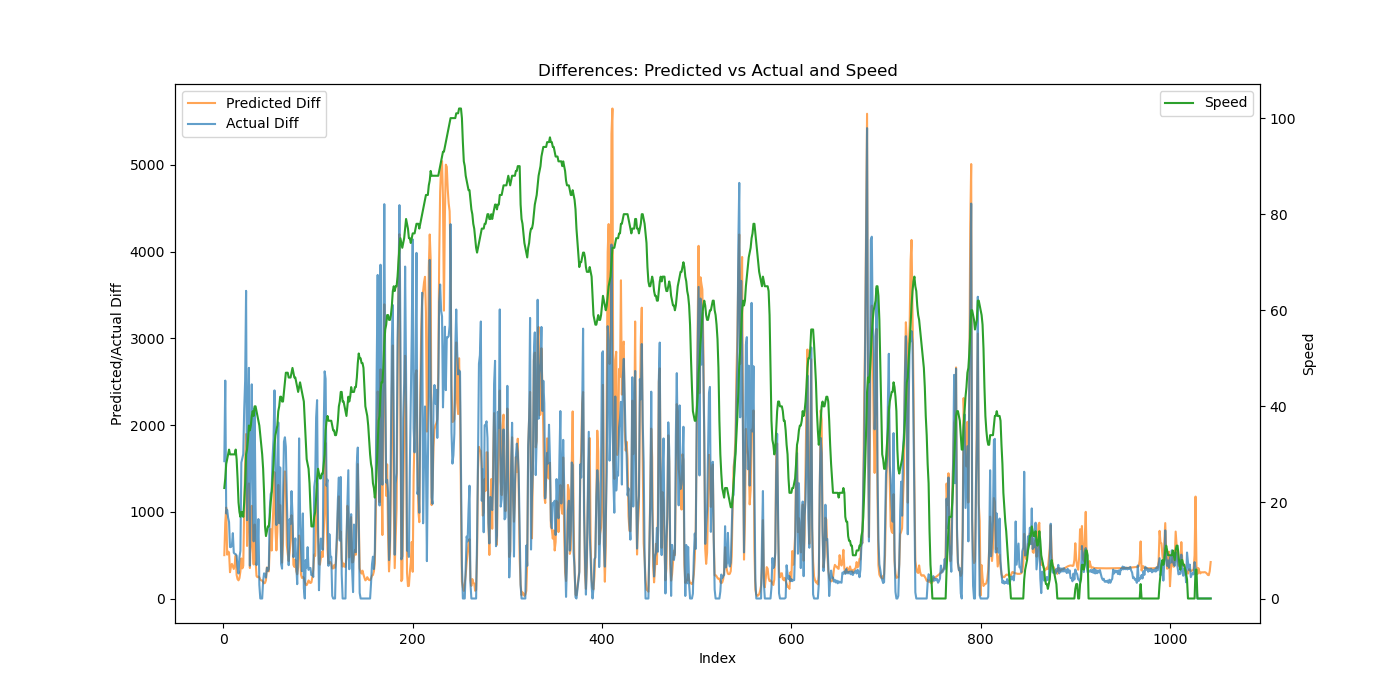 Differences: Predicted vs Actual and Speed
Predicted Diff
Actual Diff
Speed
5000
4000
3000
2000
1000
0
Predicted/Actual Diff
100
80
60
40
20
0
Speed
0
200
400
600
800
1000
Index